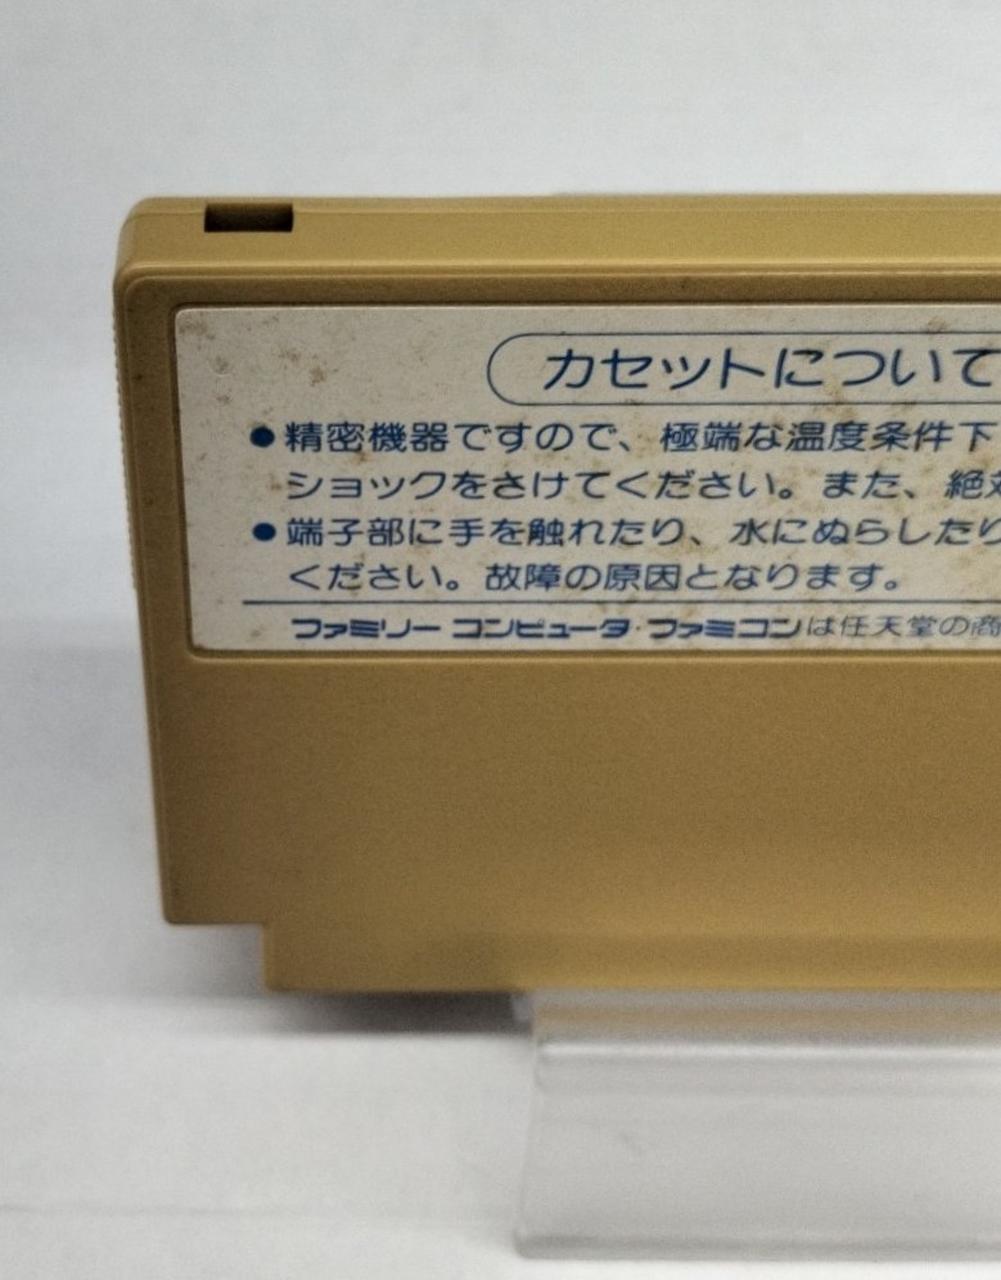 カセットについて
●精密機器ですので、極端な温度条件下
ショックをさけてください。また、絶対
●端子部に手を触れたり、水にぬらしたり
ください。故障の原因となります。
ファミリーコンピュータ・ファミコンは任天堂の商